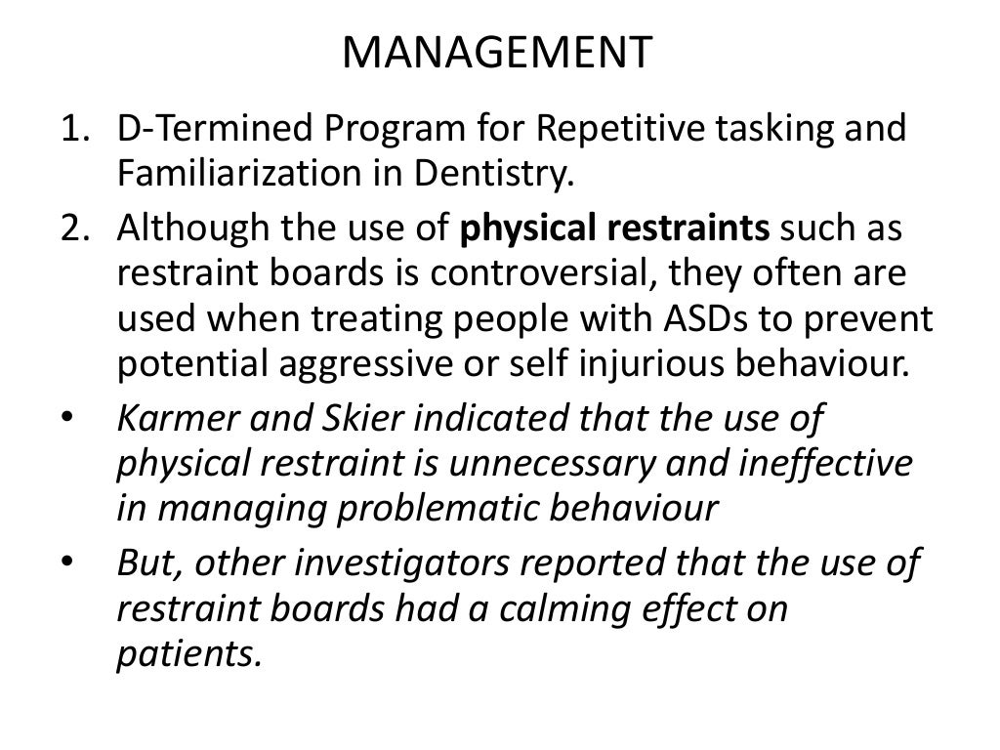 MANAGEMENT
1. D-Termined Program for Repetitive tasking and
Familiarization in Dentistry.
2. Although the use of physical restraints such as
restraint boards is controversial, they often are
used when treating people with ASDs to prevent
potential aggressive or self injurious behaviour.
• Karmer and Skier indicated that the use of
physical restraint is unnecessary and ineffective
in managing problematic behaviour
• But, other investigators reported that the use of
restraint boards had a calming effect on
patients.